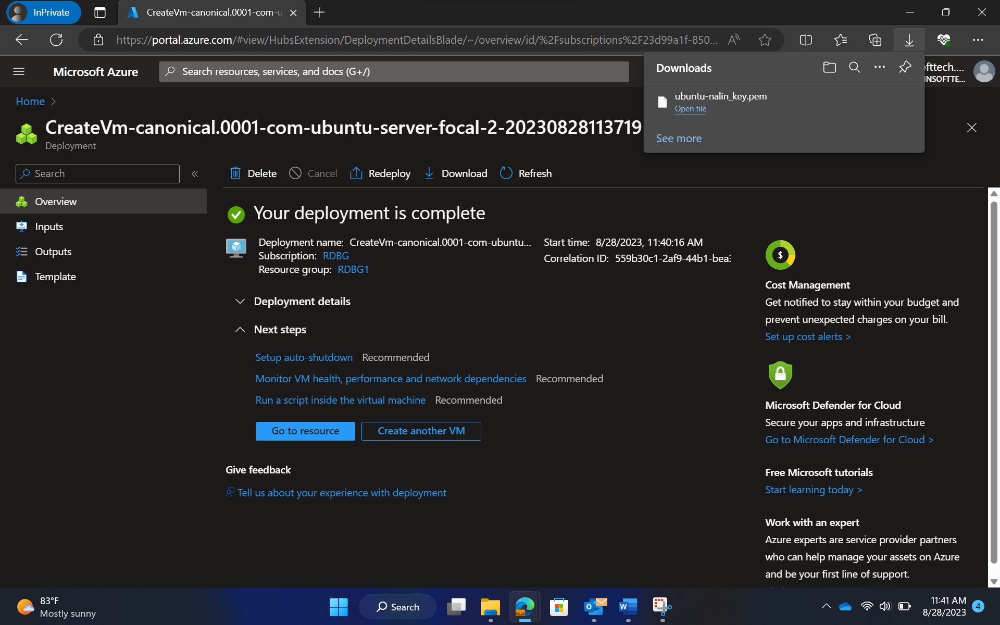 InPrivate
CreateVm-canonical.0001-com-u
https://portal.azure.com/#view/HubsExtension/DeploymentDetailsBlade/~/overview/id/%2Fsubscriptions%2F23d99a1f-850...
Microsoft Azure
Search resources, services, and docs (G+/)
Downloads
ofttech....
INSOFTTE...
ubuntu-nalin_key.pem
Open file
See more
Home
CreateVm-canonical.0001-com-ubuntu-server-focal-2-20230828113719
Deployment
Search
Delete
Cancel
Redeploy
Download
Refresh
Overview
Inputs
Outputs
Template
Your deployment is complete
Deployment name: CreateVm-canonical.0001-com-ubuntu...
Subscription: RDBG
Resource group: RDBG1
Start time: 8/28/2023, 11:40:16 AM
Correlation ID: 559b30c1-2af9-44b1-bea3
Deployment details
Next steps
Setup auto-shutdown Recommended
Monitor VM health, performance and network dependencies Recommended
Run a script inside the virtual machine Recommended
Go to resource
Create another VM
Give feedback
Tell us about your experience with deployment
$
Cost Management
Get notified to stay within your budget and
prevent unexpected charges on your bill.
Set up cost alerts >
Microsoft Defender for Cloud
Secure your apps and infrastructure
Go to Microsoft Defender for Cloud >
Free Microsoft tutorials
Start learning today >
Work with an expert
Azure experts are service provider partners
who can help manage your assets on Azure
and be your first line of support.
83°F
Mostly sunny
Search
11:41 AM
8/28/2023
4